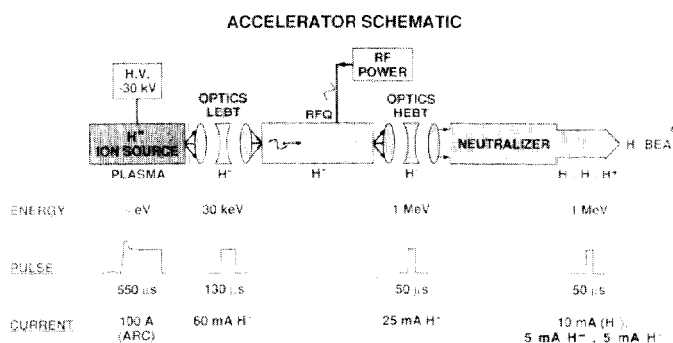 ACCELERATOR SCHEMATIC
RF
POWER
H.V.
-30 kV
OPTICS
LEBT
RFQ
OPTICS
HEBT
H⁻
ION SOURCE
NEUTRALIZER
H BEA
PLASMA
H⁻
H⁻
H⁻
ENERGY
eV
30 keV
1 MeV
1 MeV
PULSE
550 μs
130 μs
50 μs
50 μs
CURRENT
100 A
(ARC)
60 mA H⁻
25 mA H⁻
10 mA (H ),
5 mA H⁻ , 5 mA H